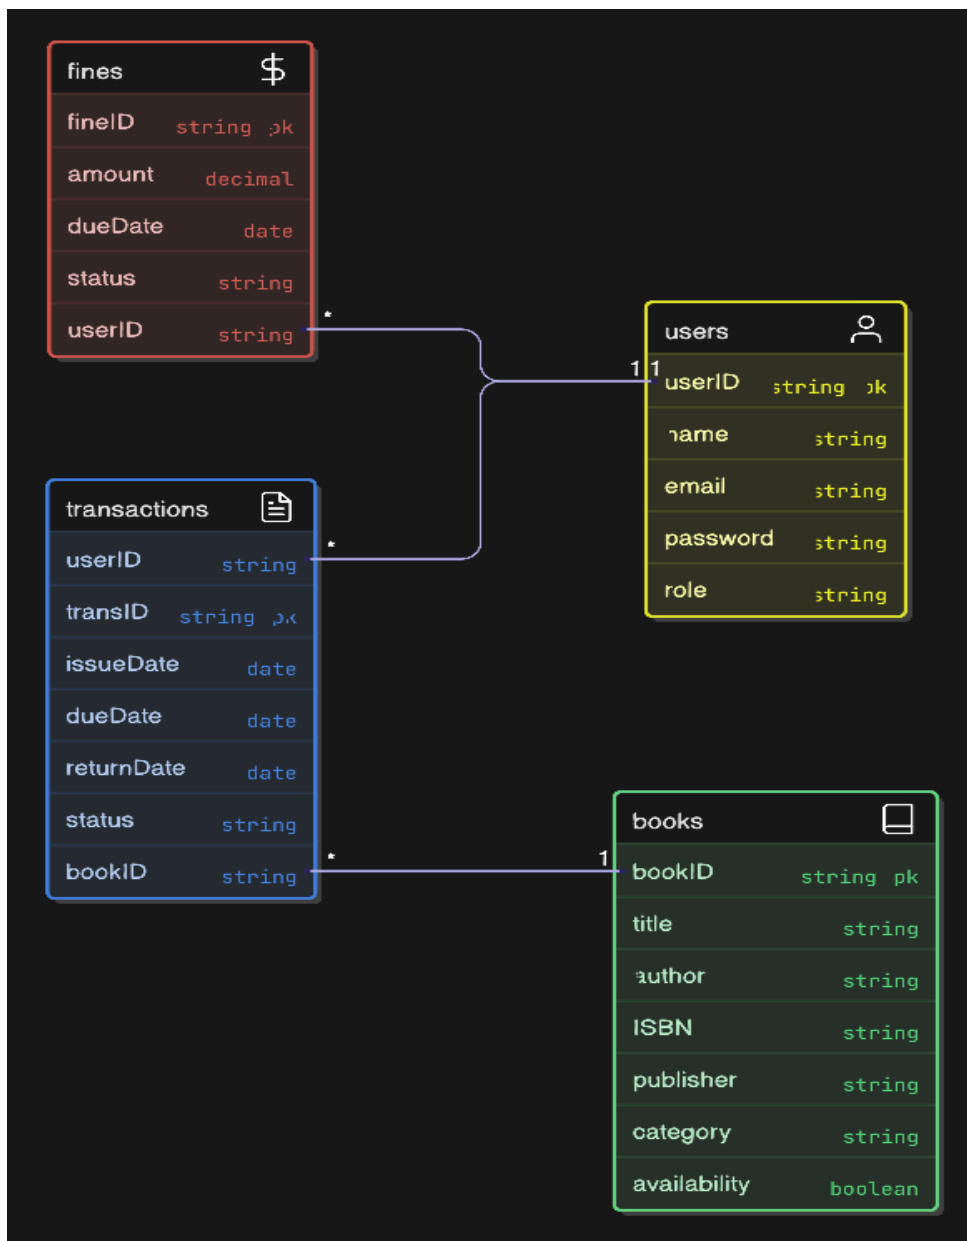 fines
fineID string pk
amount decimal
dueDate date
status string
userID string
*
users
1 1
userID string pk
name string
email string
password string
role string
transactions
*
userID string
transID string pk
issueDate date
dueDate date
returnDate date
status string
bookID string
* 1
books
bookID string pk
title string
author string
ISBN string
publisher string
category string
availability boolean